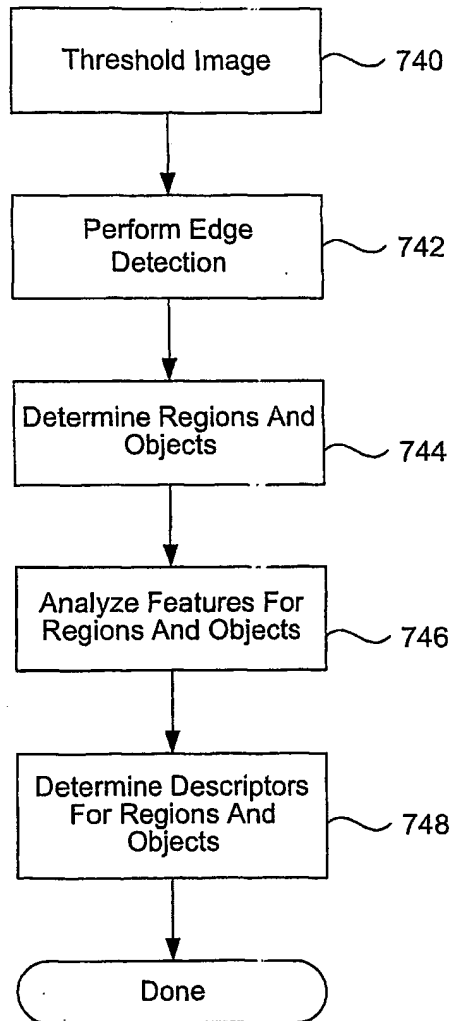 Threshold Image
740
Perform Edge
Detection
742
Determine Regions And
Objects
744
Analyze Features For
Regions And Objects
746
Determine Descriptors
For Regions And
Objects
748
Done